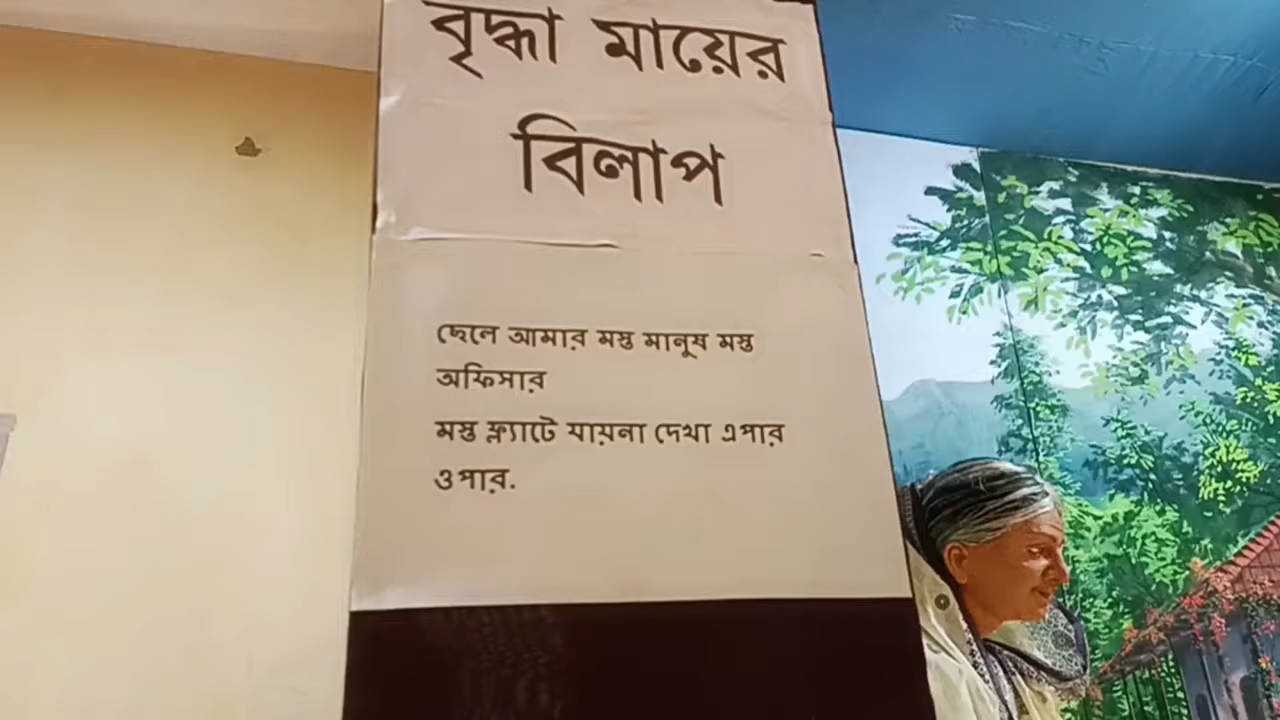 বৃদ্ধা মায়ের
বিলাপ
ছেলে আমার মস্ত মানুষ মস্ত
অফিসার
মস্ত ফ্ল্যাটে যায়না দেখা এপার
ওপার.